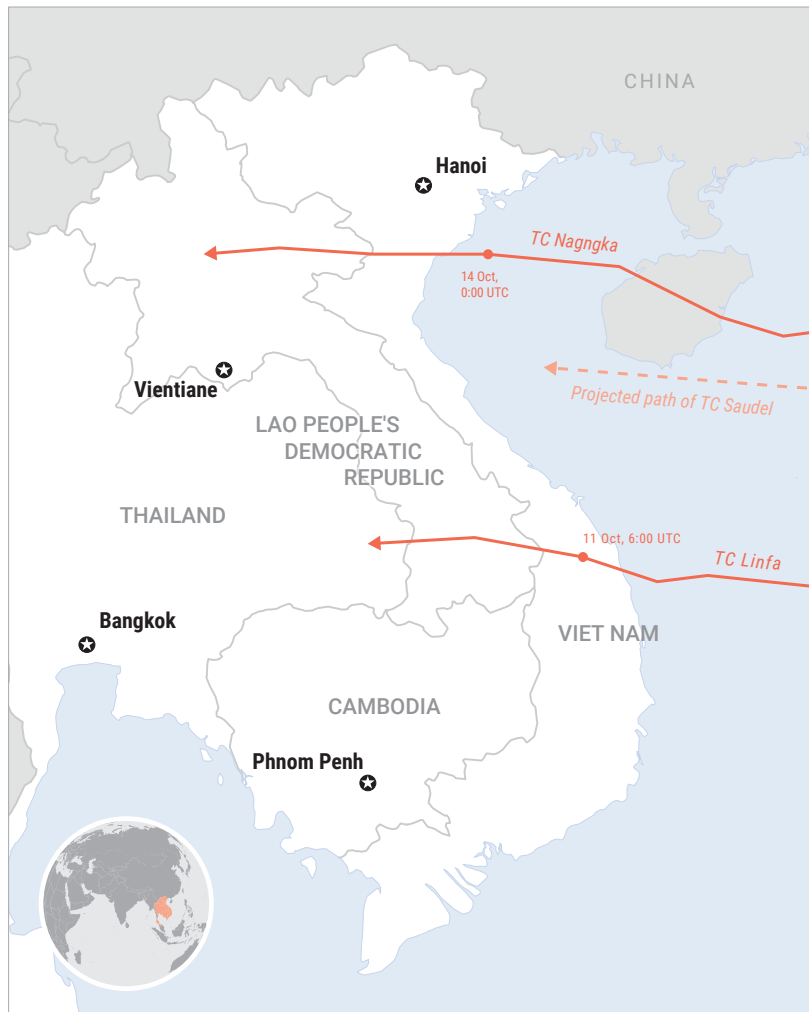 CHINA
Hanoi
TC Nagngka
14 Oct,
0:00 UTC
Vientiane
Projected path of TC Saudel
LAO PEOPLE'S
DEMOCRATIC
REPUBLIC
THAILAND
11 Oct, 6:00 UTC
TC Linfa
Bangkok
VIET NAM
CAMBODIA
Phnom Penh